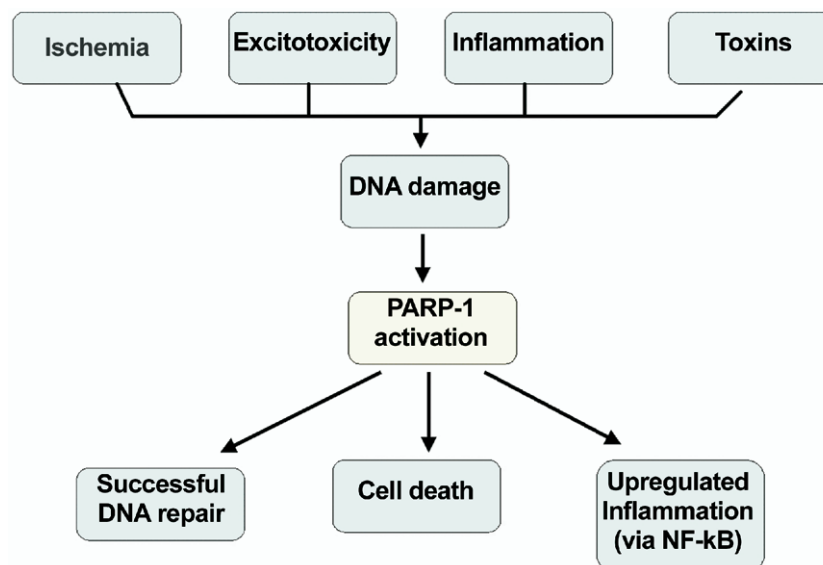 Ischemia
Excitotoxicity
Inflammation
Toxins
DNA damage
PARP-1
activation
Successful
DNA repair
Cell death
Upregulated
Inflammation
(via NF-kB)